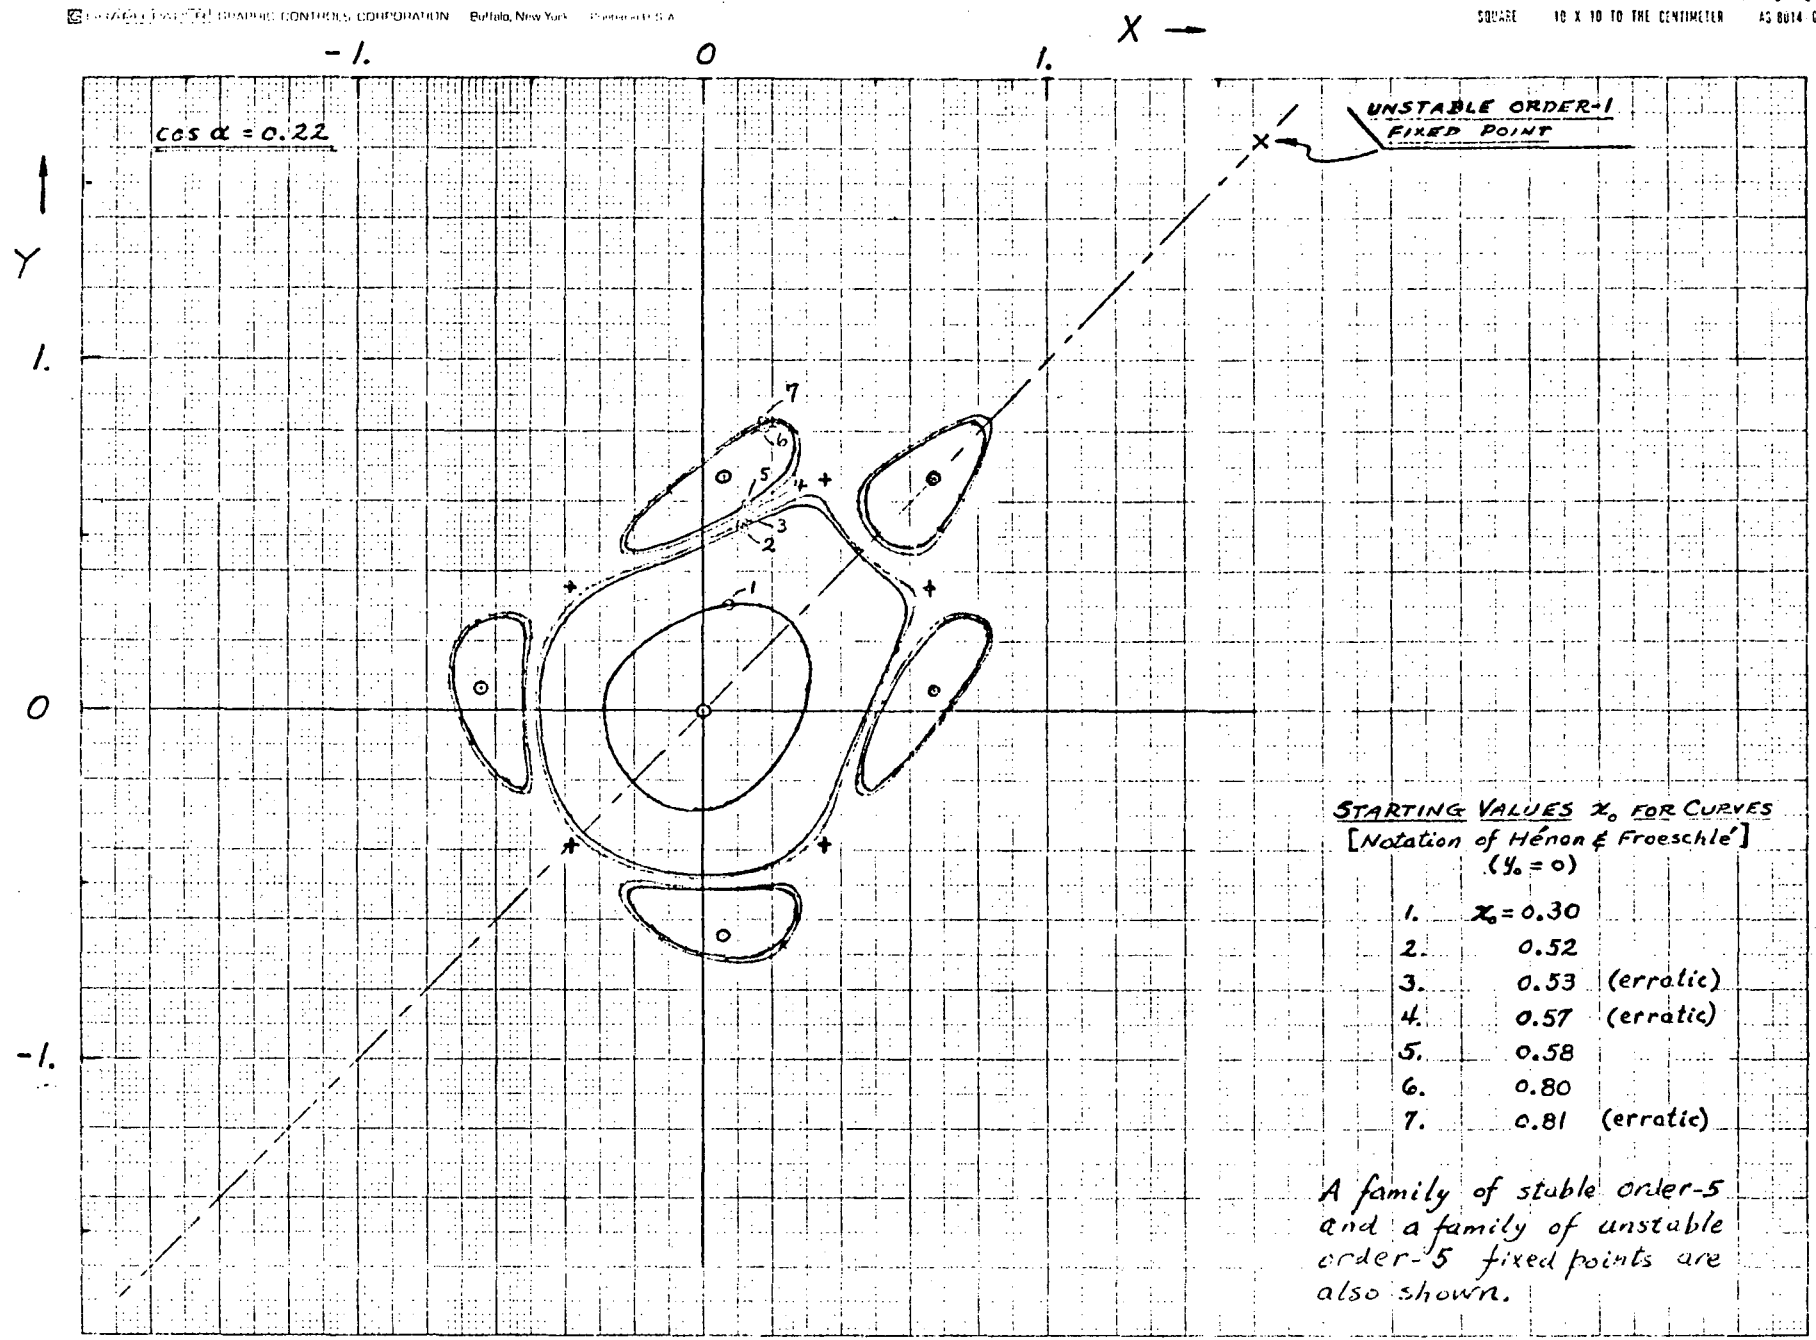 GRAPHIC CONTROLS CORPORATION Buffalo, New York
SQUARE 10 X 10 TO THE CENTIMETER AS 8014
X →
-1. 0 1.
UNSTABLE ORDER-1
FIXED POINT
cos α = 0.22
Y
1.
0
-1.
7
6
5
4
3
2
1
STARTING VALUES x₀ FOR CURVES
[Notation of Hénon & Froeschlé]
(y₀ = 0)
1. x₀ = 0.30
2. 0.52
3. 0.53 (erratic)
4. 0.57 (erratic)
5. 0.58
6. 0.80
7. 0.81 (erratic)
A family of stable order-5
and a family of unstable
order-5 fixed points are
also shown.